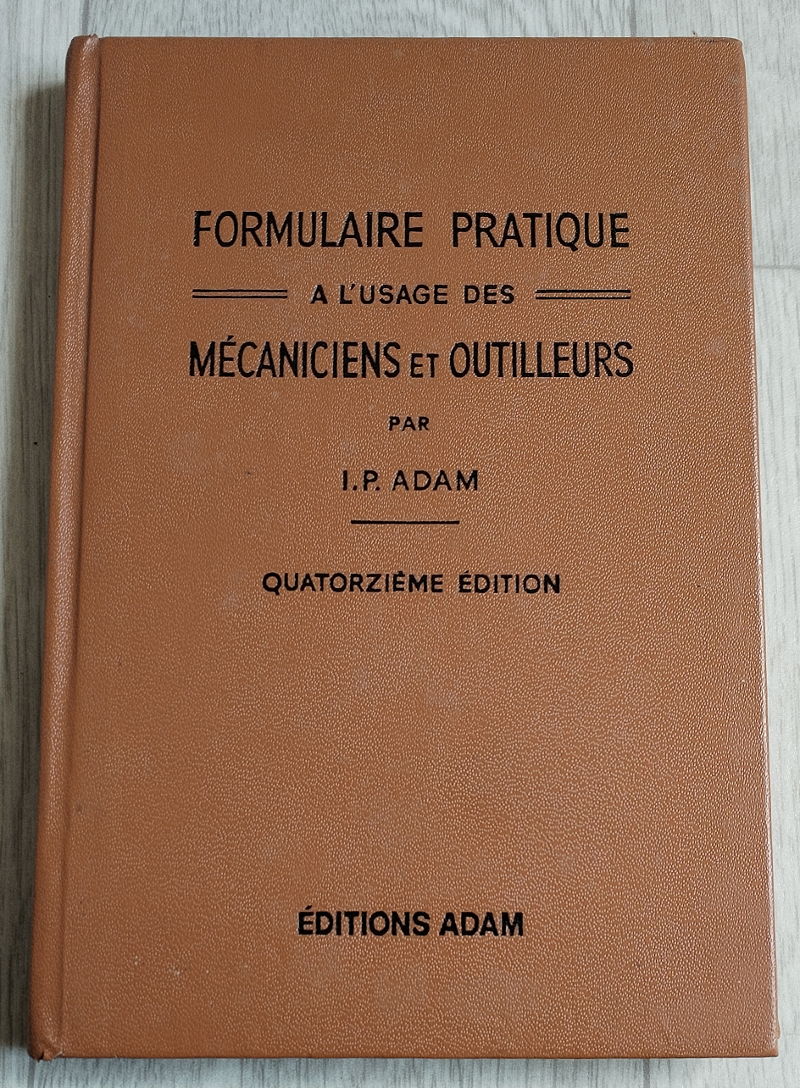 FORMULAIRE PRATIQUE
A L'USAGE DES
MÉCANICIENS ET OUTILLEURS
PAR
I.P. ADAM
QUATORZIÈME ÉDITION
ÉDITIONS ADAM